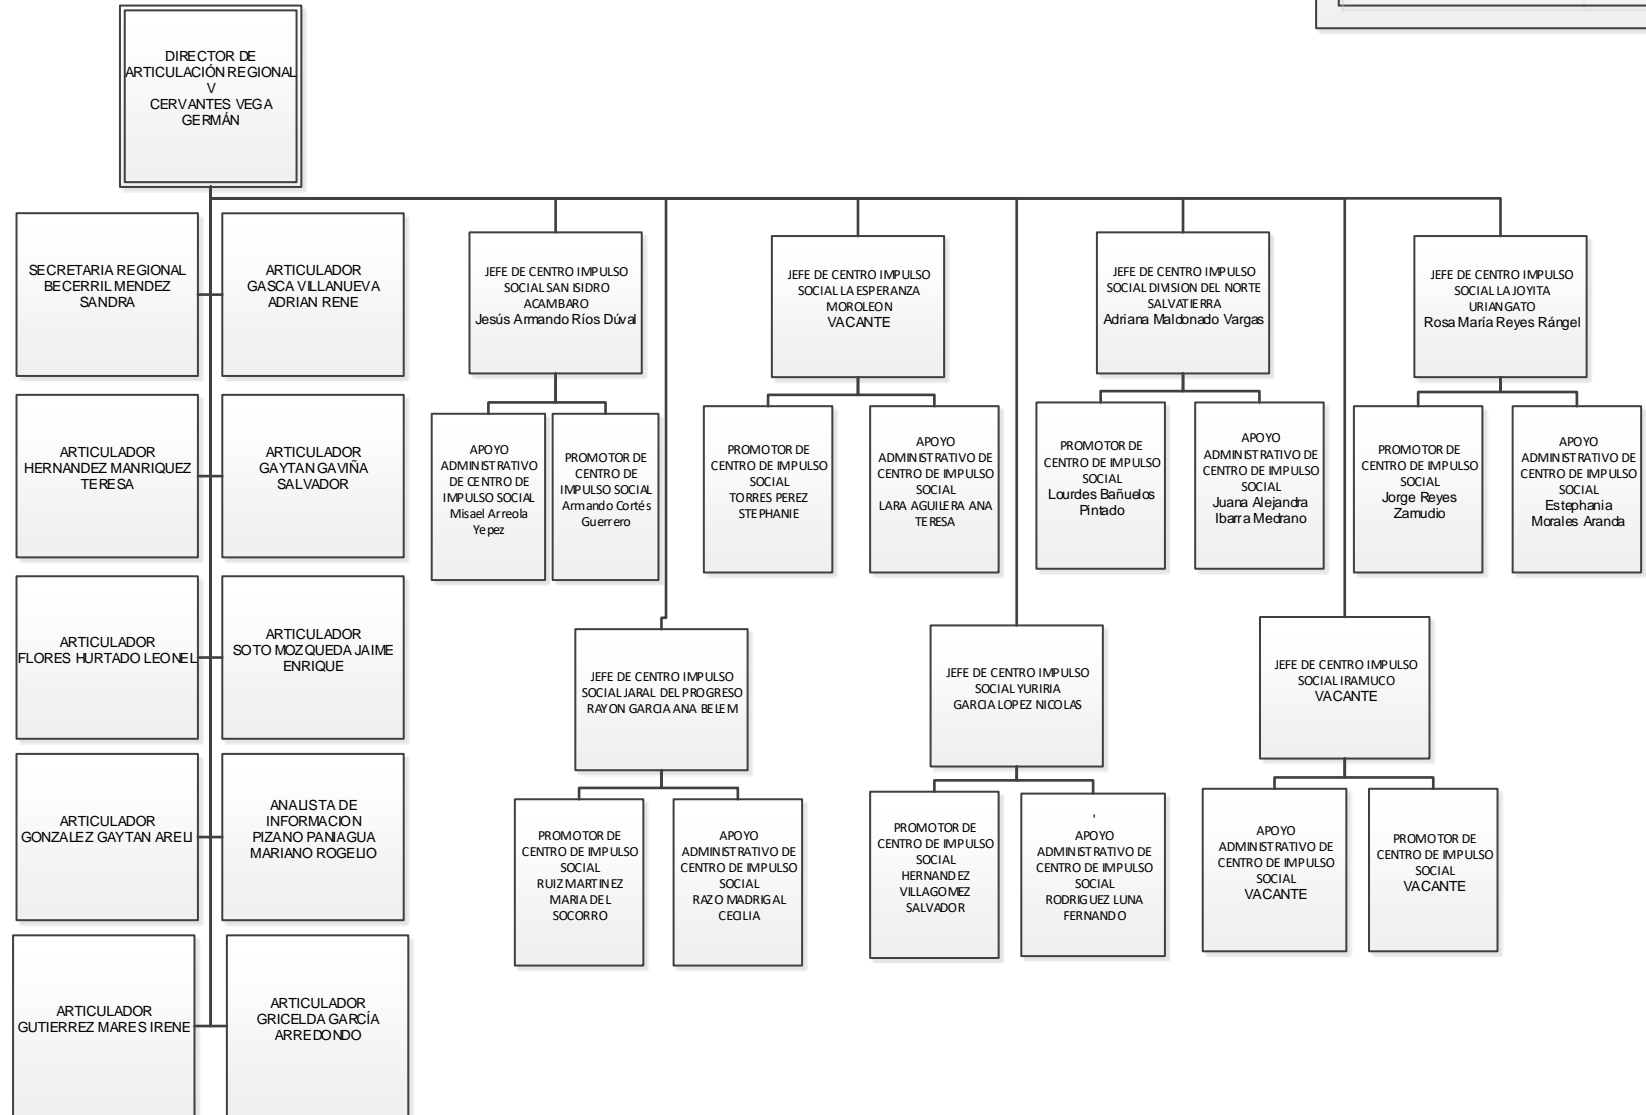 DIRECTOR DE
ARTICULACIÓN REGIONAL
V
CERVANTES VEGA
GERMÁN
SECRETARIA REGIONAL
BECERRIL MENDEZ
SANDRA
ARTICULADOR
GASCA VILLANUEVA
ADRIAN RENE
ARTICULADOR
HERNANDEZ MANRIQUEZ
TERESA
ARTICULADOR
GAYTAN GAVIÑA
SALVADOR
ARTICULADOR
FLORES HURTADO LEONEL
ARTICULADOR
SOTO MOZQUEDA JAIME
ENRIQUE
ARTICULADOR
GONZALEZ GAYTAN ARELI
ANALISTA DE
INFORMACION
PIZANO PANIAGUA
MARIANO ROGELIO
ARTICULADOR
GUTIERREZ MARES IRENE
ARTICULADOR
GRICELDA GARCÍA
ARREDONDO
JEFE DE CENTRO IMPULSO
SOCIAL SAN ISIDRO
ACAMBARO
Jesús Armando Ríos Dúval
APOYO
ADMINISTRATIVO
DE CENTRO DE
IMPULSO SOCIAL
Misael Arreola
Yepez
PROMOTOR DE
CENTRO DE
IMPULSO SOCIAL
Armando Cortés
Guerrero
JEFE DE CENTRO IMPULSO
SOCIAL LA ESPERANZA
MOROLEON
VACANTE
PROMOTOR DE
CENTRO DE IMPULSO
SOCIAL
TORRES PEREZ
STEPHANIE
APOYO
ADMINISTRATIVO DE
CENTRO DE IMPULSO
SOCIAL
LARA AGUILERA ANA
TERESA
JEFE DE CENTRO IMPULSO
SOCIAL DIVISION DEL NORTE
SALVATIERRA
Adriana Maldonado Vargas
PROMOTOR DE
CENTRO DE IMPULSO
SOCIAL
Lourdes Bañuelos
Pintado
APOYO
ADMINISTRATIVO DE
CENTRO DE IMPULSO
SOCIAL
Juana Alejandra
Ibarra Medrano
JEFE DE CENTRO IMPULSO
SOCIAL LA JOYITA
URIANGATO
Rosa María Reyes Rángel
PROMOTOR DE
CENTRO DE IMPULSO
SOCIAL
Jorge Reyes
Zamudio
APOYO
ADMINISTRATIVO DE
CENTRO DE IMPULSO
SOCIAL
Estephania
Morales Aranda
JEFE DE CENTRO IMPULSO
SOCIAL JARAL DEL PROGRESO
RAYON GARCIA ANA BELEM
PROMOTOR DE
CENTRO DE IMPULSO
SOCIAL
RUIZ MARTINEZ
MARIA DEL
SOCORRO
APOYO
ADMINISTRATIVO DE
CENTRO DE IMPULSO
SOCIAL
RAZO MADRIGAL
CECILIA
JEFE DE CENTRO IMPULSO
SOCIAL YURIRIA
GARCIA LOPEZ NICOLAS
PROMOTOR DE
CENTRO DE IMPULSO
SOCIAL
HERNANDEZ
VILLAGOMEZ
SALVADOR
'
APOYO
ADMINISTRATIVO DE
CENTRO DE IMPULSO
SOCIAL
RODRIGUEZ LUNA
FERNANDO
JEFE DE CENTRO IMPULSO
SOCIAL IRAMUCO
VACANTE
APOYO
ADMINISTRATIVO DE
CENTRO DE IMPULSO
SOCIAL
VACANTE
PROMOTOR DE
CENTRO DE IMPULSO
SOCIAL
VACANTE